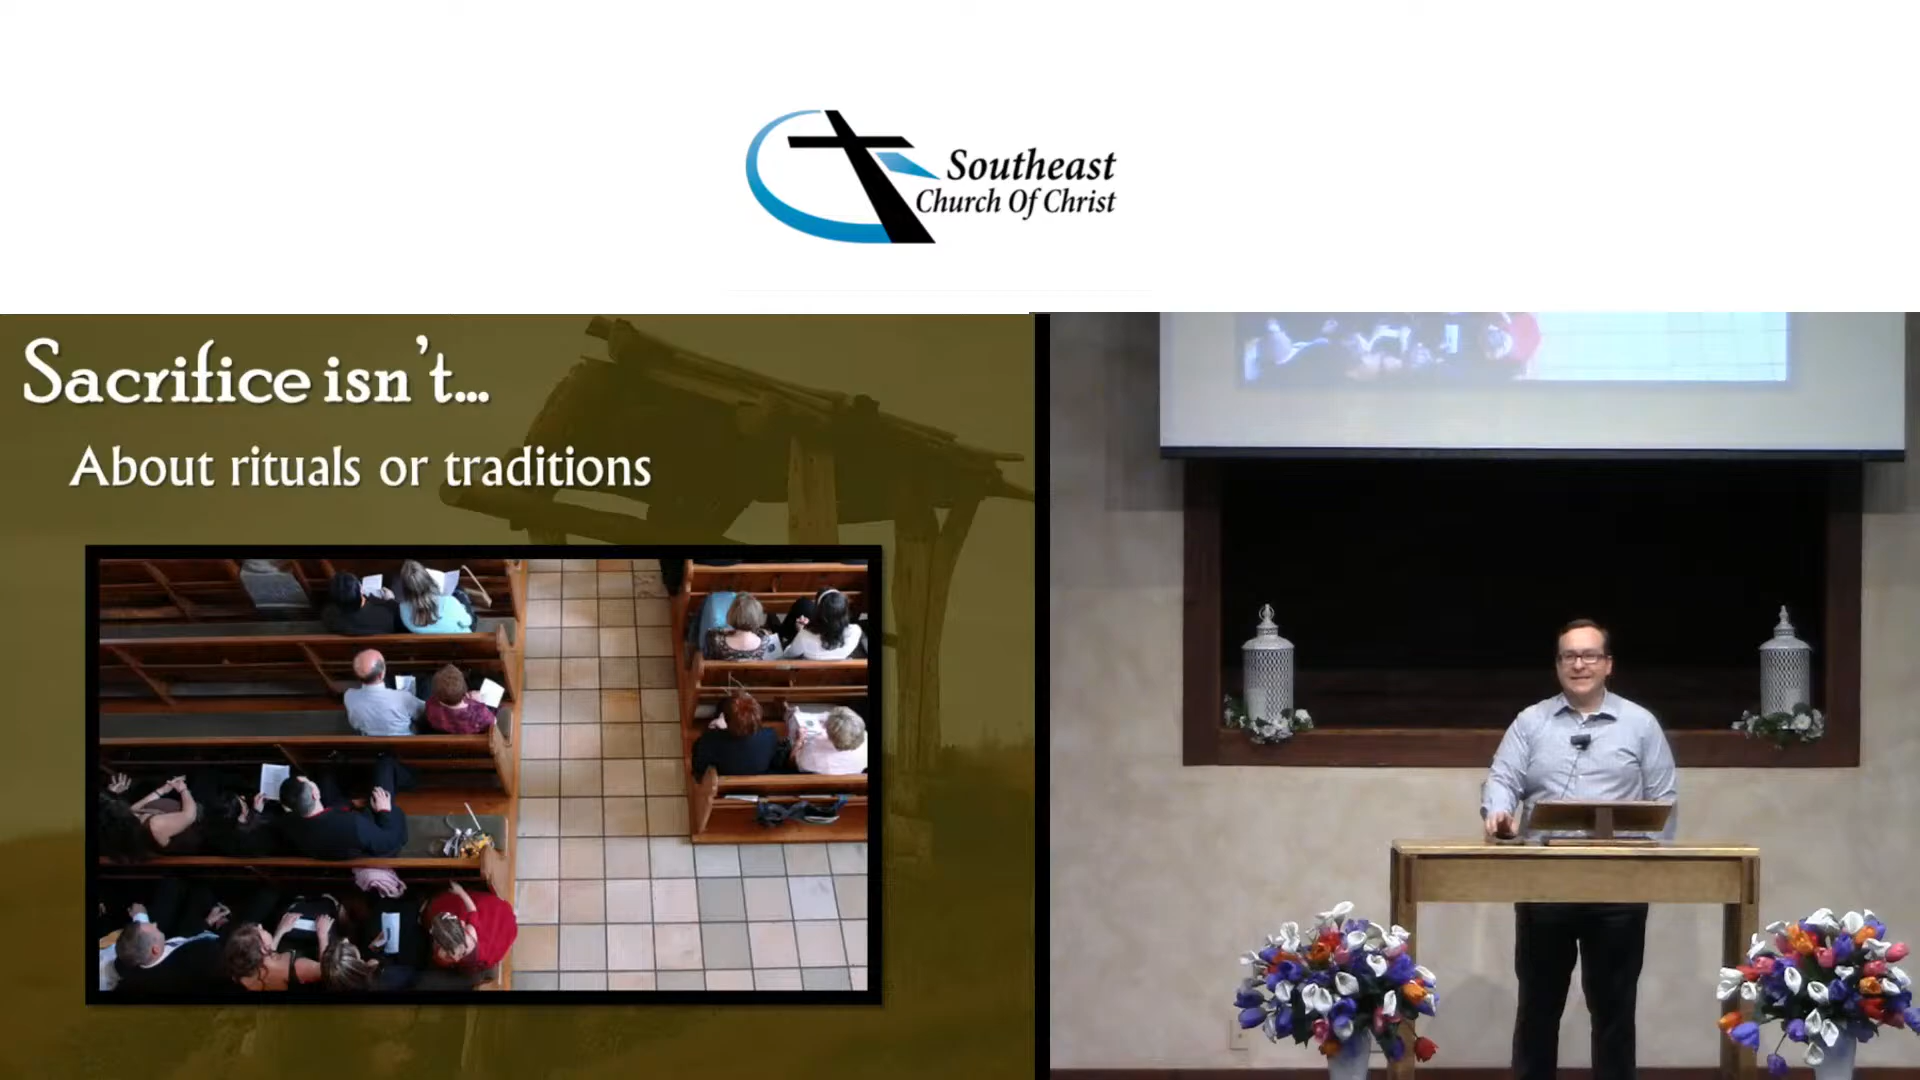 Southeast
Church Of Christ
Sacrifice isn't...
About rituals or traditions